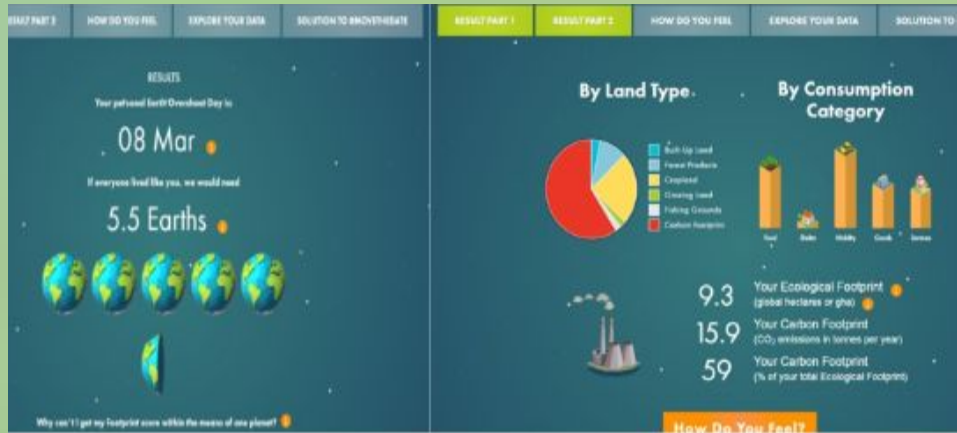 RESULT PART 2
HOW DO YOU FEEL
EXPLORE YOUR DATA
SOLUTION TO #MOVETHEDATE
RESULTS
Your personal Earth Overshoot Day is:
08 Mar
If everyone lived like you, we would need
5.5 Earths
Why can't I get my Footprint score within the means of one planet?
RESULT PART 1
RESULT PART 2
HOW DO YOU FEEL
EXPLORE YOUR DATA
SOLUTION TO
By Land Type
Built-Up Land
Forest Products
Cropland
Grazing Land
Fishing Grounds
Carbon Footprint
By Consumption
Category
Food
Shelter
Mobility
Goods
Services
9.3
Your Ecological Footprint
(global hectares or gha)
15.9
Your Carbon Footprint
(CO₂ emissions in tonnes per year)
59
Your Carbon Footprint
(% of your total Ecological Footprint)
How Do You Feel?